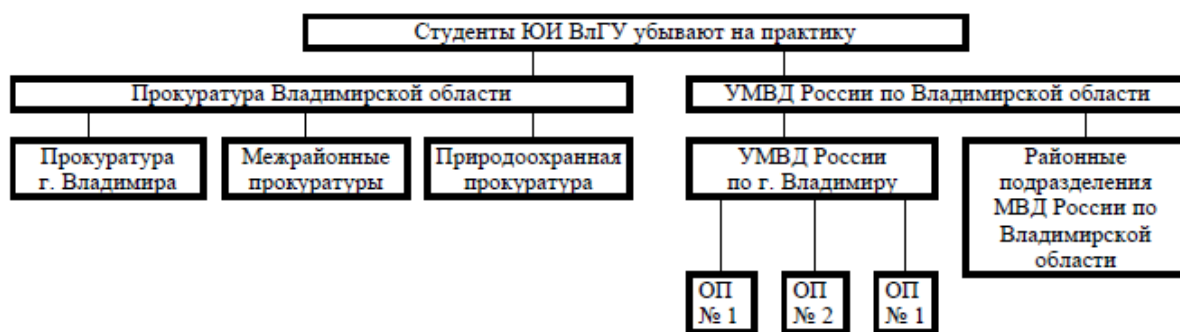 Студенты ЮИ ВлГУ убывают на практику
Прокуратура Владимирской области
УМВД России по Владимирской области
Прокуратура
г. Владимира
Межрайонные
прокуратуры
Природоохранная
прокуратура
УМВД России
по г. Владимиру
Районные
подразделения
МВД России по
Владимирской
области
ОП
№ 1
ОП
№ 2
ОП
№ 1